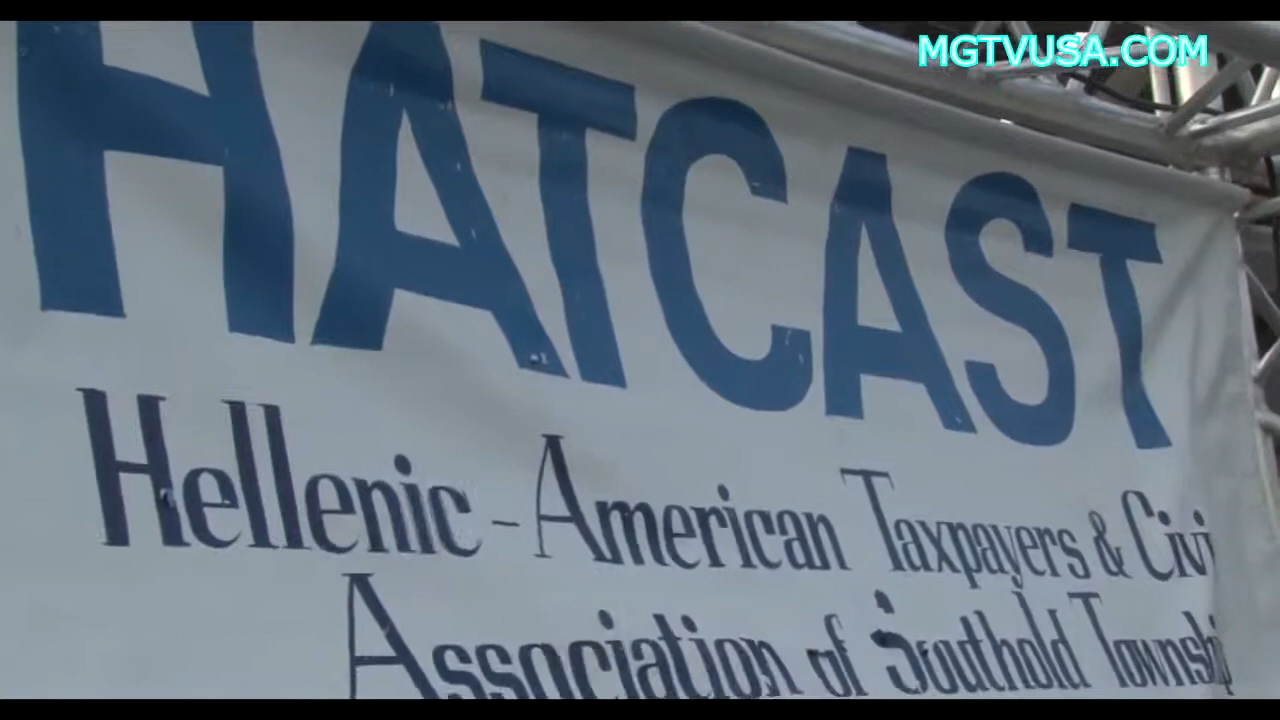 MGTVUSA.COM
HATCAST
Hellenic - American Taxpayers & Civi
Association of Southold Townshi